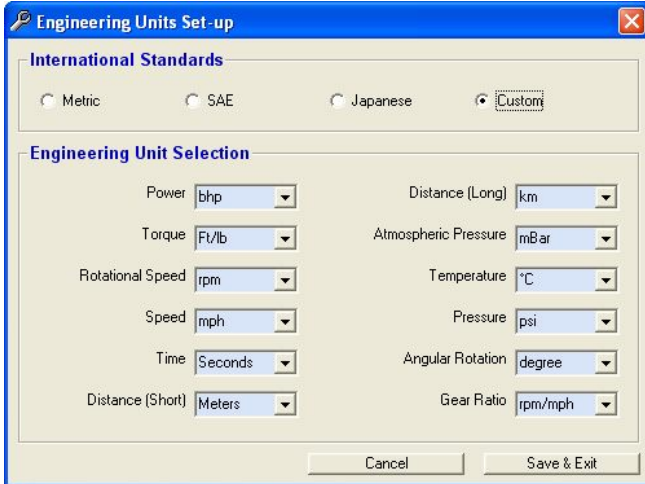 Engineering Units Set-up
International Standards
Metric SAE Japanese Custom
Engineering Unit Selection
Power bhp Distance (Long) km
Torque Ft/lb Atmospheric Pressure mBar
Rotational Speed rpm Temperature °C
Speed mph Pressure psi
Time Seconds Angular Rotation degree
Distance (Short) Meters Gear Ratio rpm/mph
Cancel Save & Exit